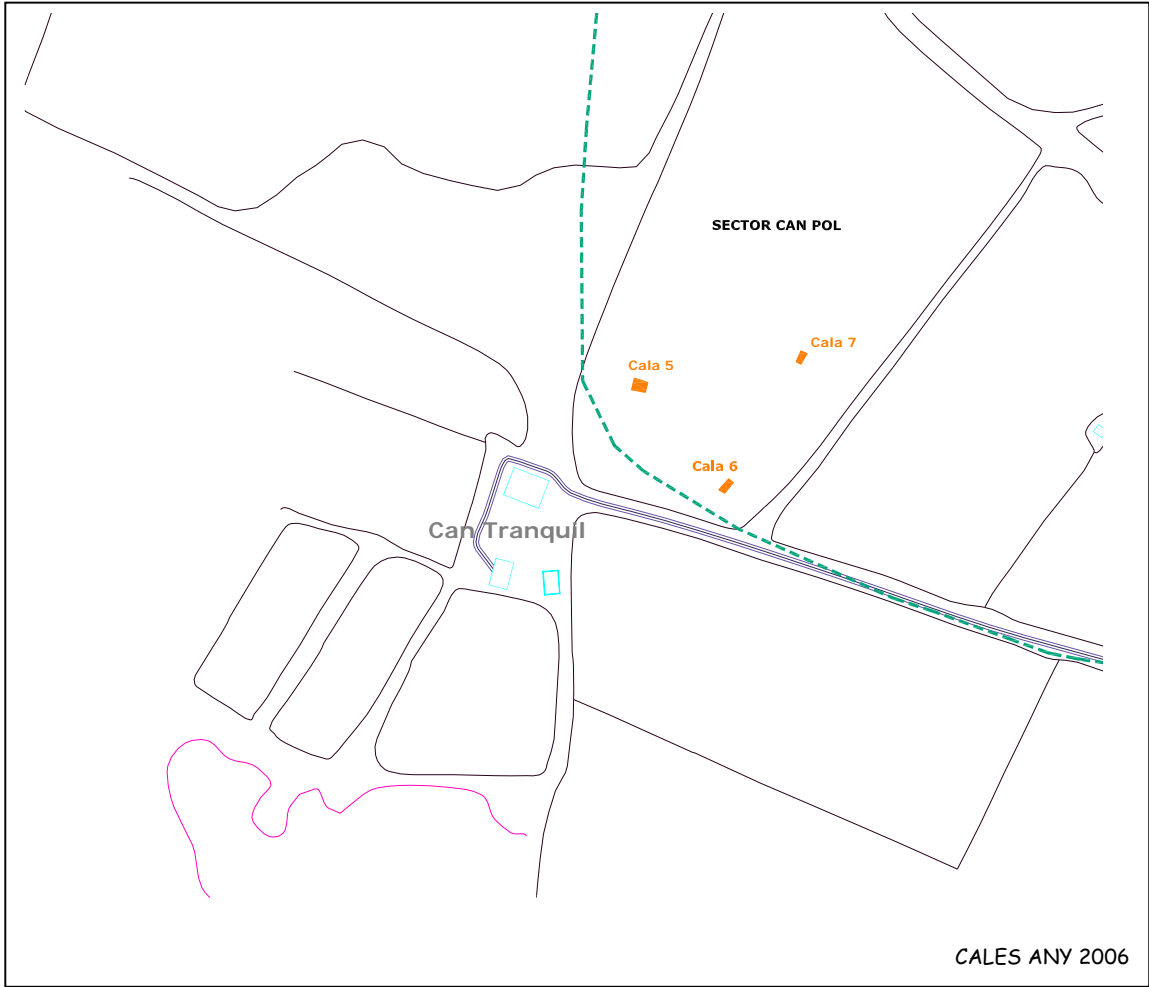 SECTOR CAN POL
Cala 7
Cala 5
Cala 6
Can Tranquil
CALES ANY 2006